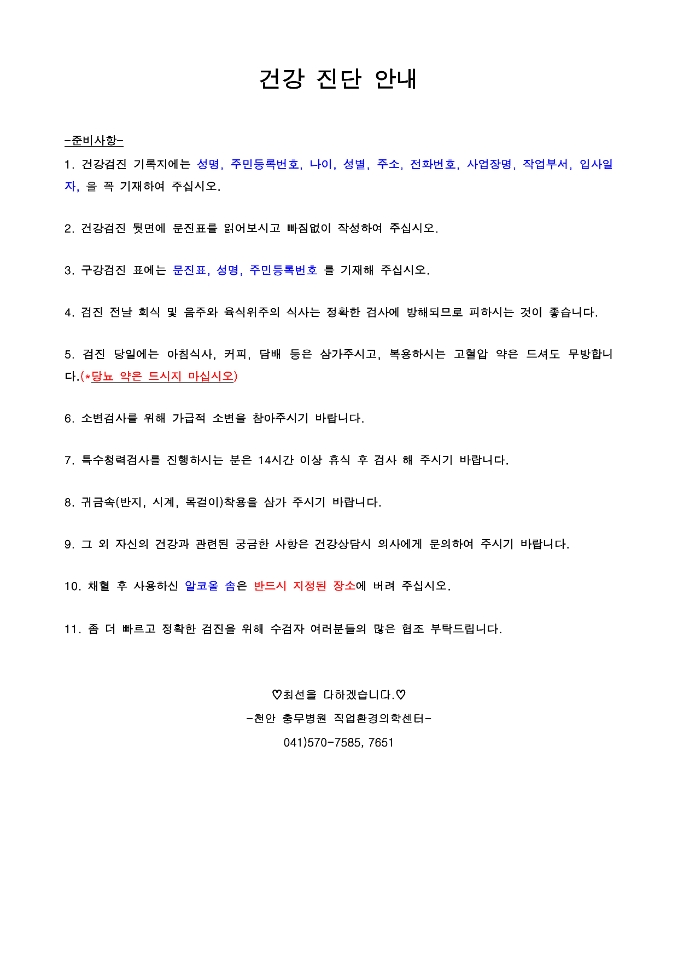 건강 진단 안내
-준비사항-
1. 건강검진 기록지에는 성명, 주민등록번호, 나이, 성별, 주소, 전화번호, 사업장명, 작업부서, 입사일
자, 을 꼭 기재하여 주십시오.
2. 건강검진 뒷면에 문진표를 읽어보시고 빠짐없이 작성하여 주십시오.
3. 구강검진 표에는 문진표, 성명, 주민등록번호 를 기재해 주십시오.
4. 검진 전날 회식 및 음주와 육식위주의 식사는 정확한 검사에 방해되므로 피하시는 것이 좋습니다.
5. 검진 당일에는 아침식사, 커피, 담배 등은 삼가주시고, 복용하시는 고혈압 약은 드셔도 무방합니
다.(*당뇨 약은 드시지 마십시오)
6. 소변검사를 위해 가급적 소변을 참아주시기 바랍니다.
7. 특수청력검사를 진행하시는 분은 14시간 이상 휴식 후 검사 해 주시기 바랍니다.
8. 귀금속(반지, 시계, 목걸이)착용을 삼가 주시기 바랍니다.
9. 그 외 자신의 건강과 관련된 궁금한 사항은 건강상담시 의사에게 문의하여 주시기 바랍니다.
10. 채혈 후 사용하신 알코올 솜은 반드시 지정된 장소에 버려 주십시오.
11. 좀 더 빠르고 정확한 검진을 위해 수검자 여러분들의 많은 협조 부탁드립니다.
♡최선을 다하겠습니다.♡
-천안 충무병원 직업환경의학센터-
041)570-7585, 7651